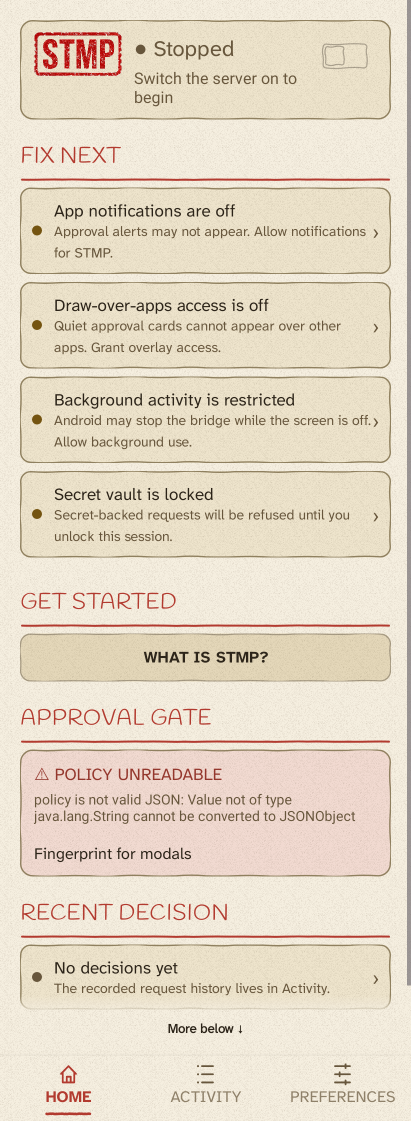 STMP
● Stopped
Switch the server on to
begin
FIX NEXT
App notifications are off
Approval alerts may not appear. Allow notifications
for STMP.
Draw-over-apps access is off
Quiet approval cards cannot appear over other
apps. Grant overlay access.
Background activity is restricted
Android may stop the bridge while the screen is off.
Allow background use.
Secret vault is locked
Secret-backed requests will be refused until you
unlock this session.
GET STARTED
WHAT IS STMP?
APPROVAL GATE
⚠ POLICY UNREADABLE
policy is not valid JSON: Value not of type
java.lang.String cannot be converted to JSONObject
Fingerprint for modals
RECENT DECISION
No decisions yet
The recorded request history lives in Activity.
More below ↓
HOME
ACTIVITY
PREFERENCES